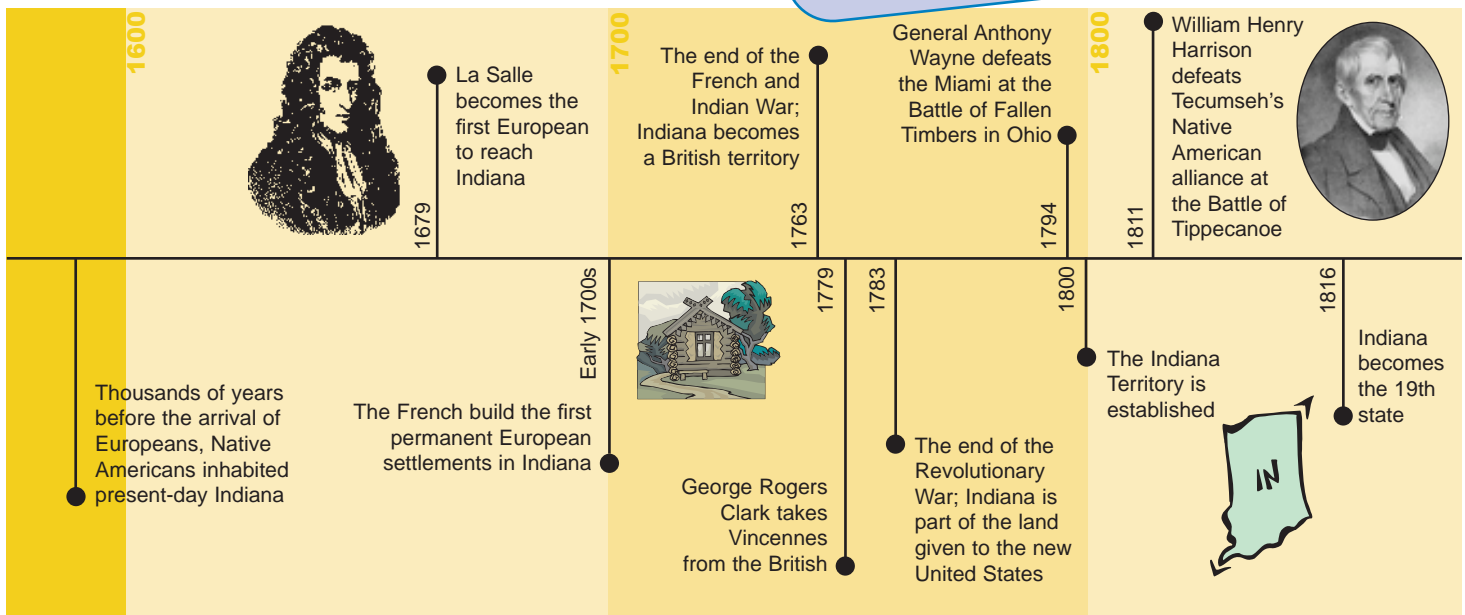 1600
1700
1800
La Salle
becomes the
first European
to reach
Indiana
1679
The end of the
French and
Indian War;
Indiana becomes
a British territory
1763
General Anthony
Wayne defeats
the Miami at the
Battle of Fallen
Timbers in Ohio
1794
William Henry
Harrison
defeats
Tecumseh’s
Native
American
alliance at
the Battle of
Tippecanoe
1811
Thousands of years
before the arrival of
Europeans, Native
Americans inhabited
present-day Indiana
Early 1700s
The French build the first
permanent European
settlements in Indiana
1779
George Rogers
Clark takes
Vincennes
from the British
1783
The end of the
Revolutionary
War; Indiana is
part of the land
given to the new
United States
1800
The Indiana
Territory is
established
1816
Indiana
becomes
the 19th
state
IN